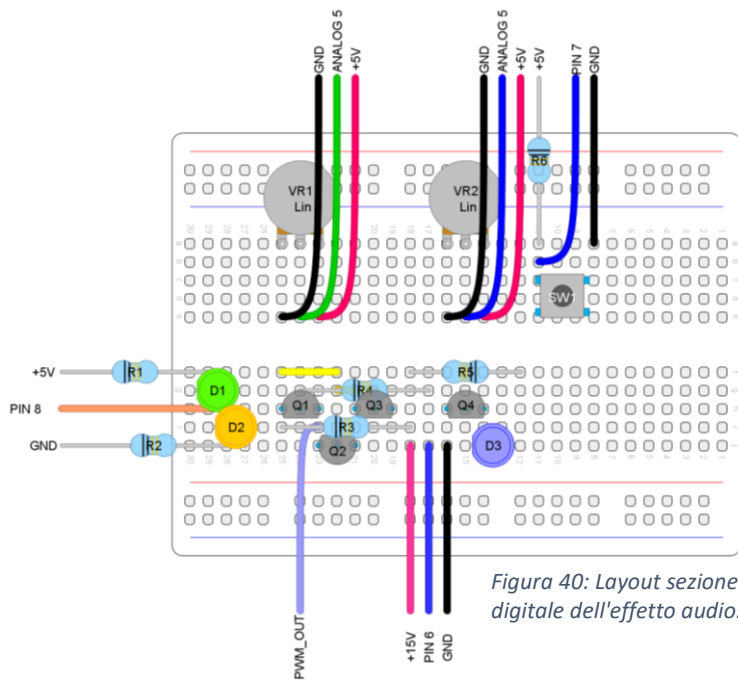 GND
ANALOG 5
+5V
GND
ANALOG 5
+5V
+5V
PIN 7
GND
R6
VR1
Lin
VR2
Lin
SW1
+5V
R1
D1
R4
R5
PIN 8
Q1
Q3
Q4
D2
R3
GND
R2
Q2
D3
Figura 40: Layout sezione
digitale dell'effetto audio.
PWM_OUT
+15V
PIN 6
GND